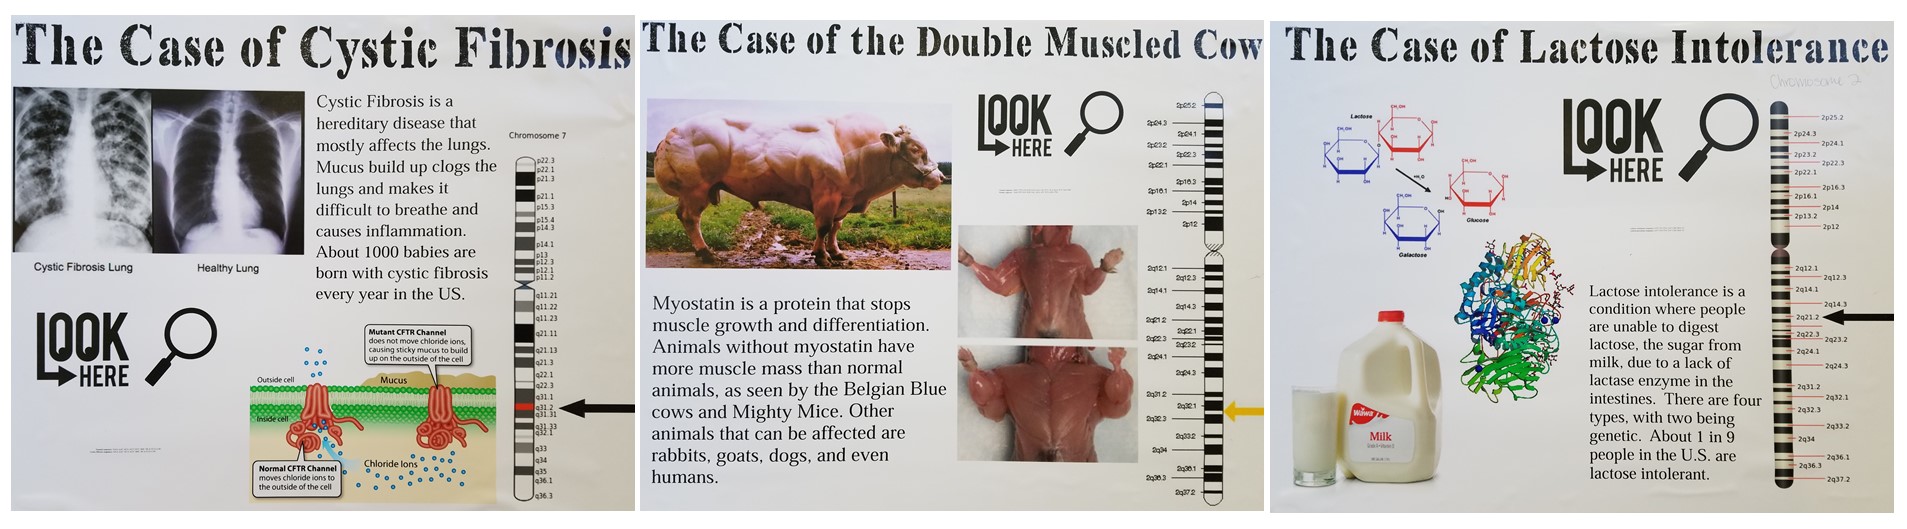 The Case of Cystic Fibrosis
Cystic Fibrosis is a
hereditary disease that
mostly affects the lungs.
Mucus build up clogs the
lungs and makes it
difficult to breathe and
causes inflammation.
About 1000 babies are
born with cystic fibrosis
every year in the US.
Cystic Fibrosis Lung
Healthy Lung
LOOK
HERE
Chromosome 7
p22.3
p22.1
p21.3
p21.1
p15.3
p15.4
p14.3
p14.1
p13
p12.3
p12.1
p11.2
q11.21
q11.22
q11.23
q21.11
q21.13
q21.3
q22.1
q22.3
q31.1
q31.2
q31.31
q31.33
q32.1
q33
q34
q35
q36.1
q36.3
Mutant CFTR Channel
does not move chloride ions,
causing sticky mucus to build
up on the outside of the cell
Outside cell
Mucus
Inside cell
Chloride Ions
Normal CFTR Channel
moves chloride ions to
the outside of the cell
The Case of the Double Muscled Cow
LOOK
HERE
Myostatin is a protein that stops
muscle growth and differentiation.
Animals without myostatin have
more muscle mass than normal
animals, as seen by the Belgian Blue
cows and Mighty Mice. Other
animals that can be affected are
rabbits, goats, dogs, and even
humans.
2p25.2
2p24.3
2p24.1
2p23.2
2p22.3
2p22.1
2p16.3
2p16.1
2p14
2p13.2
2p12
2q12.1
2q12.3
2q14.1
2q14.3
2q21.2
2q22.1
2q23.2
2q24.1
2q24.3
2q31.2
2q32.1
2q32.3
2q33.2
2q34
2q36.1
2q36.3
2q37.2
The Case of Lactose Intolerance
Chromosome 2
Lactose
CH₂OH
CH₂OH
+H₂O
CH₂OH
Glucose
CH₂OH
Galactose
LOOK
HERE
Wawa
Milk
Lactose intolerance is a
condition where people
are unable to digest
lactose, the sugar from
milk, due to a lack of
lactase enzyme in the
intestines. There are four
types, with two being
genetic. About 1 in 9
people in the U.S. are
lactose intolerant.
2p25.2
2p24.3
2p24.1
2p23.2
2p22.3
2p22.1
2p16.3
2p16.1
2p14
2p13.2
2p12
2q12.1
2q12.3
2q14.1
2q14.3
2q21.2
2q22.3
2q23.2
2q24.1
2q24.3
2q31.2
2q32.1
2q32.3
2q33.2
2q34
2q36.1
2q36.3
2q37.2